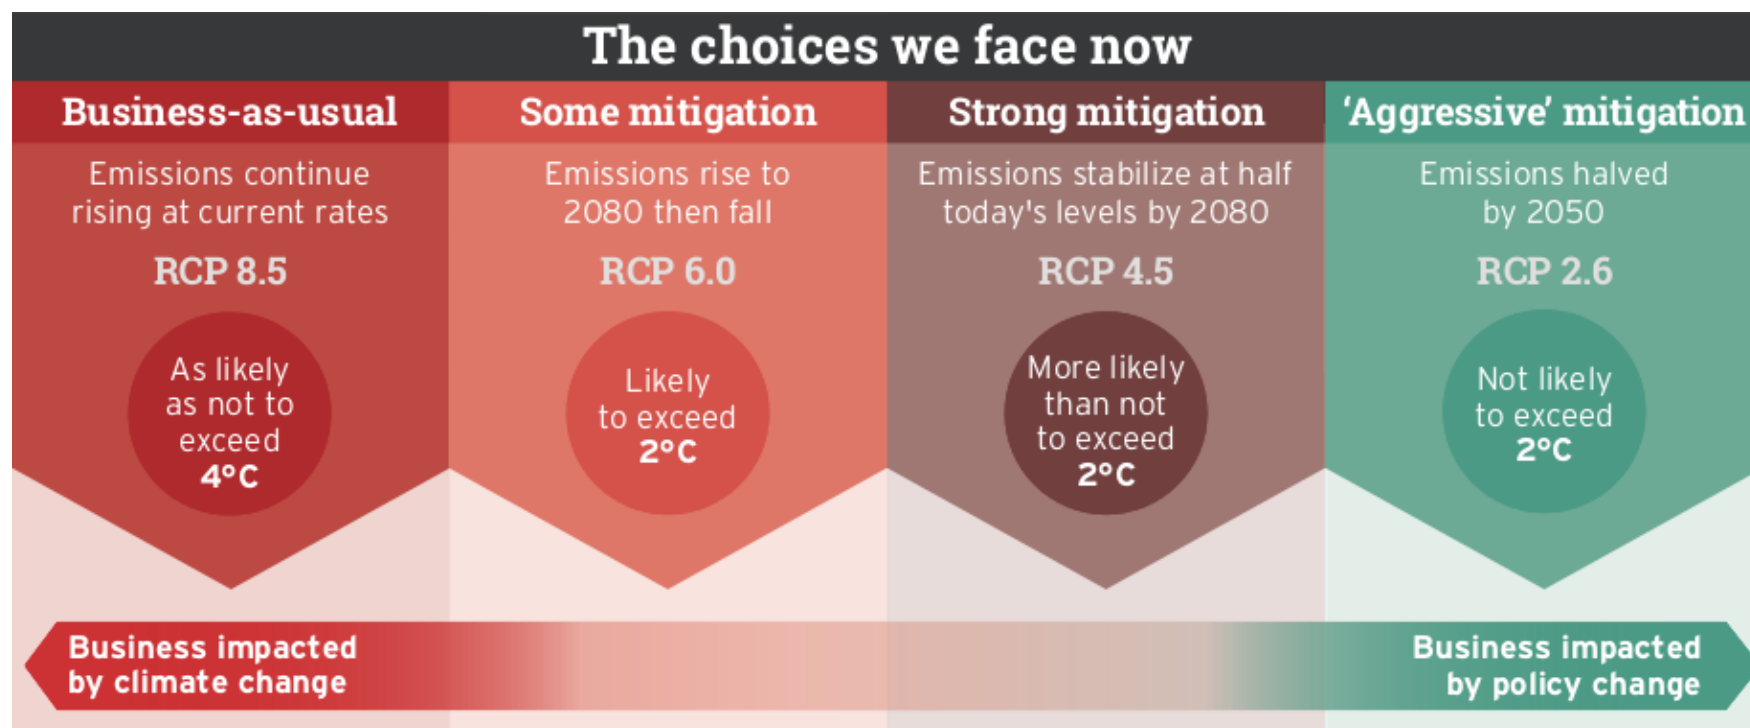 The choices we face now
Business-as-usual
Emissions continue
rising at current rates
RCP 8.5
As likely
as not to
exceed
4°C
Some mitigation
Emissions rise to
2080 then fall
RCP 6.0
Likely
to exceed
2°C
Strong mitigation
Emissions stabilize at half
today's levels by 2080
RCP 4.5
More likely
than not
to exceed
2°C
‘Aggressive’ mitigation
Emissions halved
by 2050
RCP 2.6
Not likely
to exceed
2°C
Business impacted
by climate change
Business impacted
by policy change